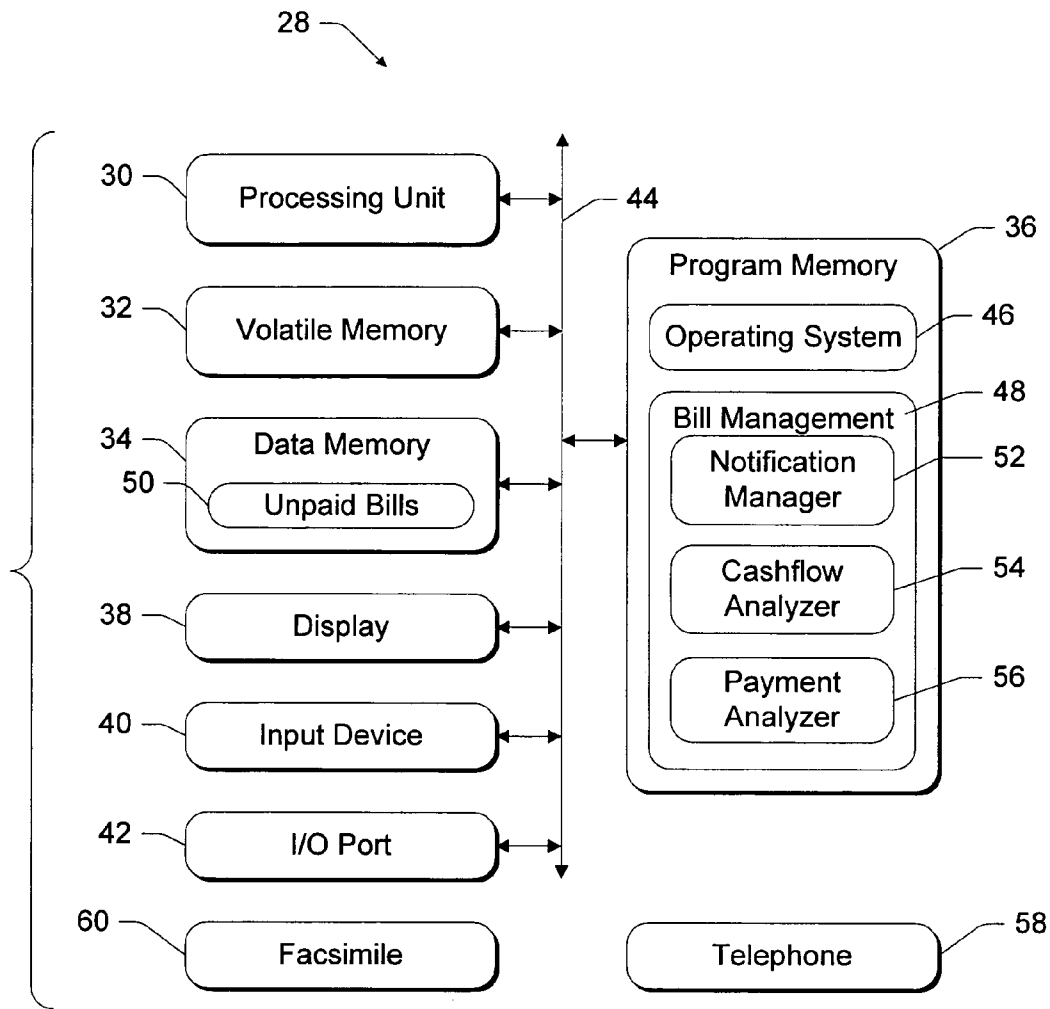 28
30
Processing Unit
44
36
Program Memory
32
Volatile Memory
46
Operating System
48
Bill Management
34
Data Memory
50
Unpaid Bills
52
Notification
Manager
54
Cashflow
Analyzer
38
Display
56
Payment
Analyzer
40
Input Device
42
I/O Port
60
Facsimile
58
Telephone